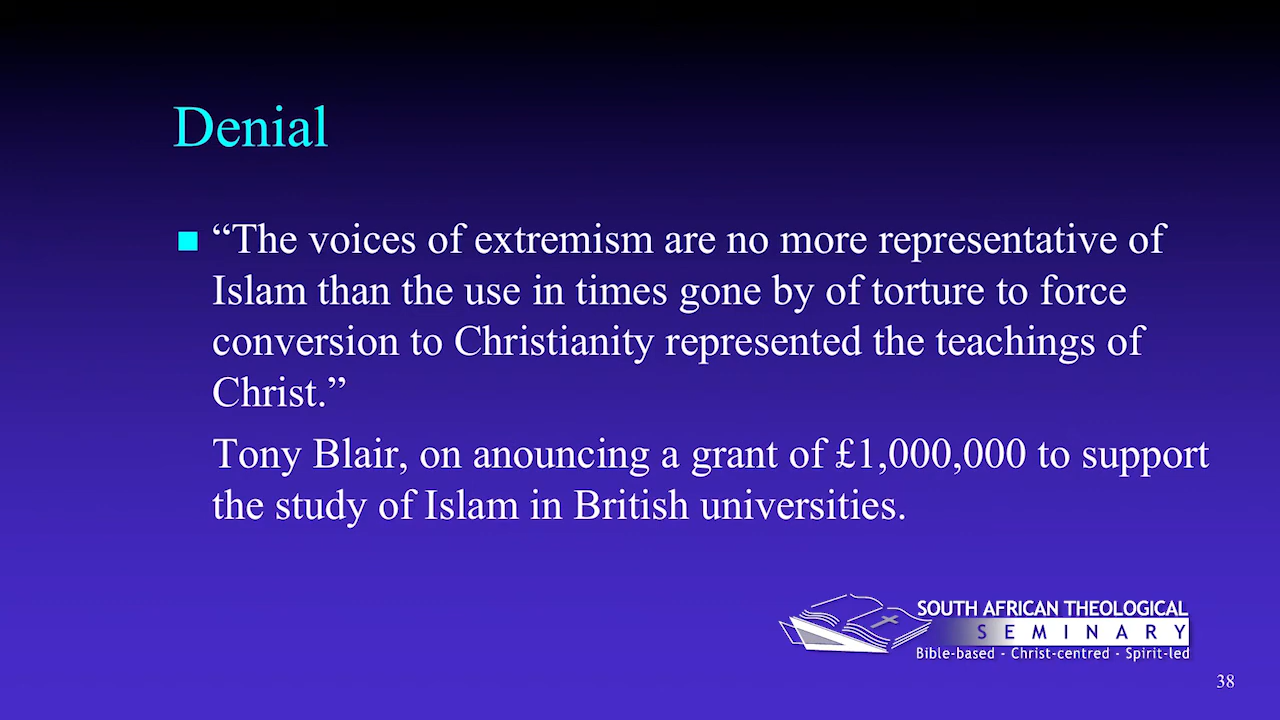 Denial
“The voices of extremism are no more representative of
Islam than the use in times gone by of torture to force
conversion to Christianity represented the teachings of
Christ.”
Tony Blair, on anouncing a grant of £1,000,000 to support
the study of Islam in British universities.
SOUTH AFRICAN THEOLOGICAL
SEMINARY
Bible-based - Christ-centred - Spirit-led
38